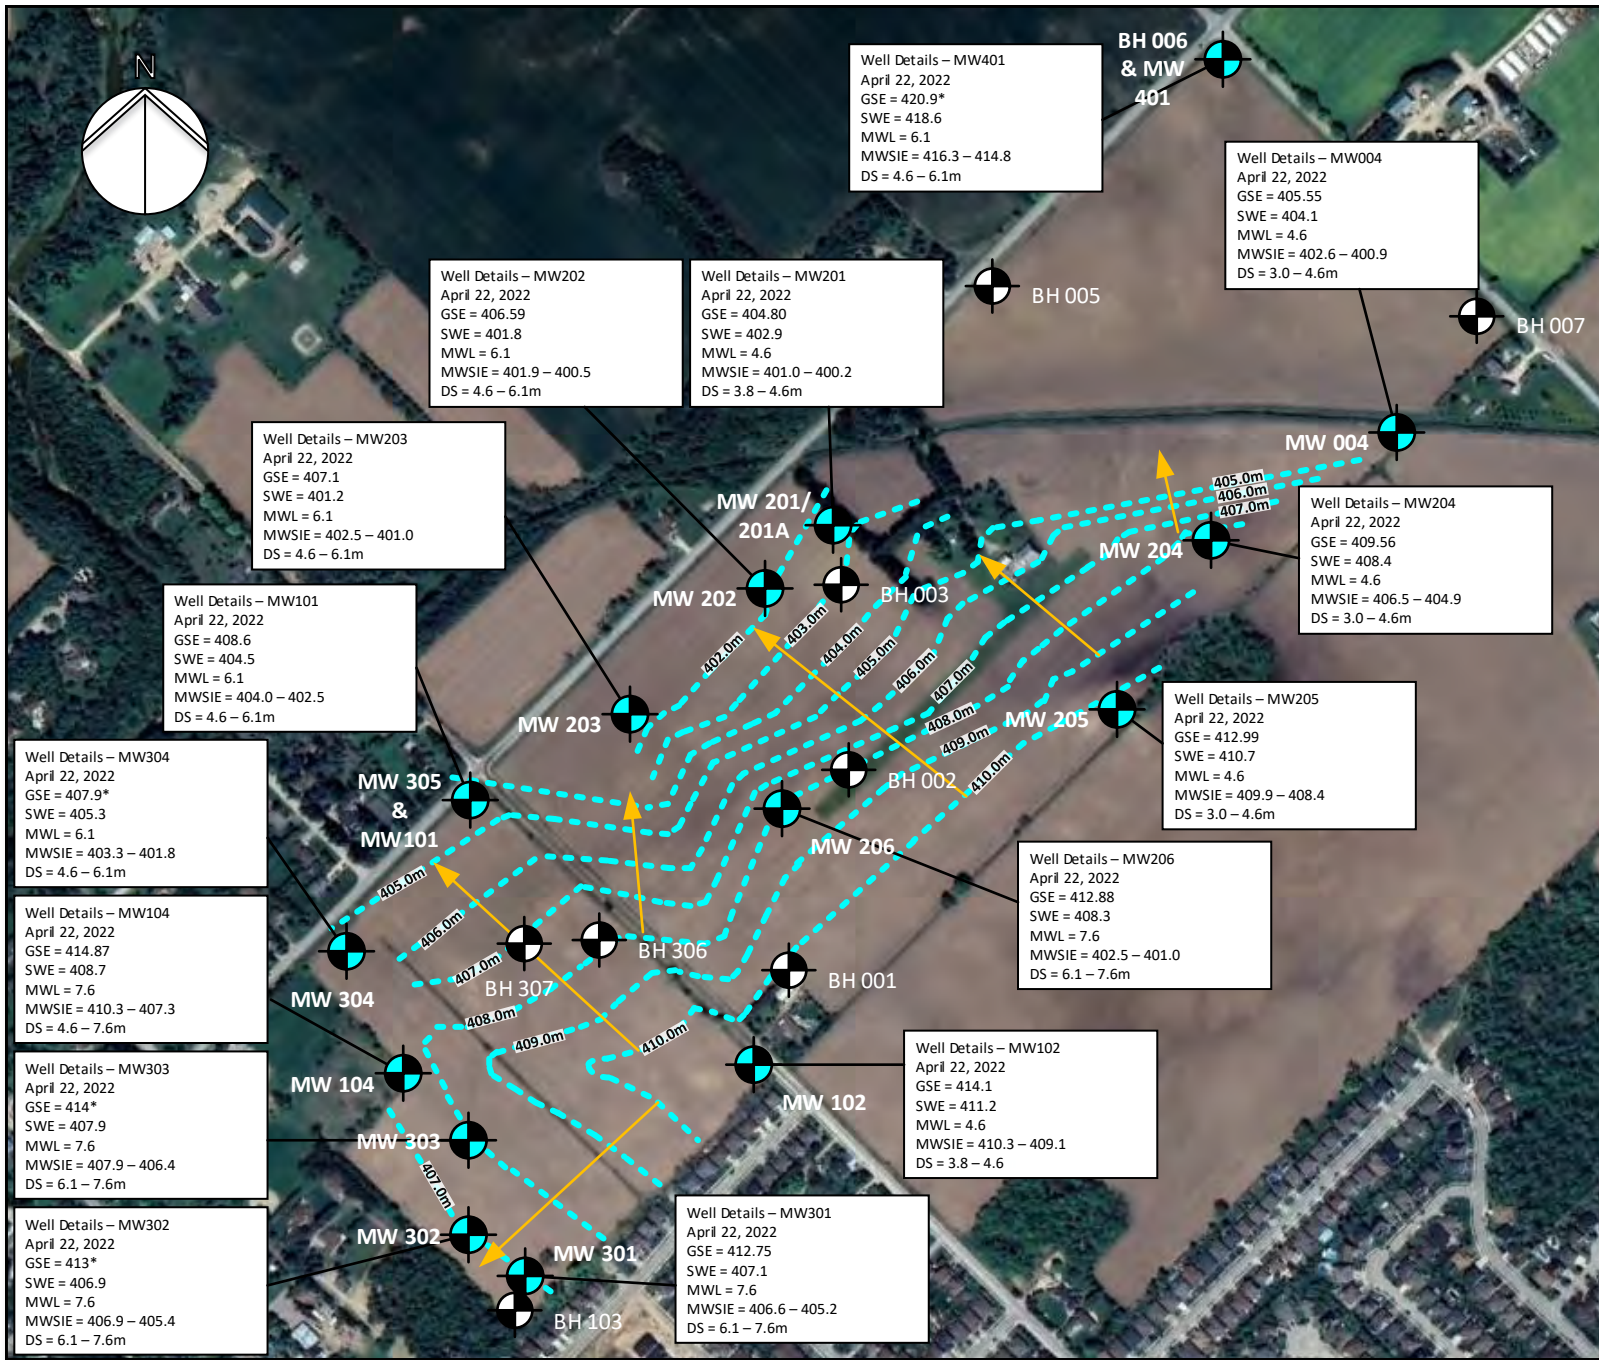 N
BH 006
& MW
401
Well Details – MW401
April 22, 2022
GSE = 420.9*
SWE = 418.6
MWL = 6.1
MWSIE = 416.3 – 414.8
DS = 4.6 – 6.1m
Well Details – MW004
April 22, 2022
GSE = 405.55
SWE = 404.1
MWL = 4.6
MWSIE = 402.6 – 400.9
DS = 3.0 – 4.6m
Well Details – MW202
April 22, 2022
GSE = 406.59
SWE = 401.8
MWL = 6.1
MWSIE = 401.9 – 400.5
DS = 4.6 – 6.1m
Well Details – MW201
April 22, 2022
GSE = 404.80
SWE = 402.9
MWL = 4.6
MWSIE = 401.0 – 400.2
DS = 3.8 – 4.6m
BH 005
BH 007
Well Details – MW203
April 22, 2022
GSE = 407.1
SWE = 401.2
MWL = 6.1
MWSIE = 402.5 – 401.0
DS = 4.6 – 6.1m
MW 004
MW 201/
201A
405.0m
406.0m
407.0m
Well Details – MW204
April 22, 2022
GSE = 409.56
SWE = 408.4
MWL = 4.6
MWSIE = 406.5 – 404.9
DS = 3.0 – 4.6m
MW 204
MW 202
BH 003
Well Details – MW101
April 22, 2022
GSE = 408.6
SWE = 404.5
MWL = 6.1
MWSIE = 404.0 – 402.5
DS = 4.6 – 6.1m
402.0m
403.0m
404.0m
405.0m
406.0m
407.0m
408.0m
409.0m
410.0m
MW 203
MW 205
Well Details – MW205
April 22, 2022
GSE = 412.99
SWE = 410.7
MWL = 4.6
MWSIE = 409.9 – 408.4
DS = 3.0 – 4.6m
Well Details – MW304
April 22, 2022
GSE = 407.9*
SWE = 405.3
MWL = 6.1
MWSIE = 403.3 – 401.8
DS = 4.6 – 6.1m
MW 305
&
MW101
BH 002
MW 206
Well Details – MW206
April 22, 2022
GSE = 412.88
SWE = 408.3
MWL = 7.6
MWSIE = 402.5 – 401.0
DS = 6.1 – 7.6m
405.0m
406.0m
407.0m
408.0m
409.0m
410.0m
Well Details – MW104
April 22, 2022
GSE = 414.87
SWE = 408.7
MWL = 7.6
MWSIE = 410.3 – 407.3
DS = 4.6 – 7.6m
MW 304
BH 307
BH 306
BH 001
Well Details – MW303
April 22, 2022
GSE = 414*
SWE = 407.9
MWL = 7.6
MWSIE = 407.9 – 406.4
DS = 6.1 – 7.6m
MW 104
MW 102
Well Details – MW102
April 22, 2022
GSE = 414.1
SWE = 411.2
MWL = 4.6
MWSIE = 410.3 – 409.1
DS = 3.8 – 4.6
MW 303
407.0m
Well Details – MW302
April 22, 2022
GSE = 413*
SWE = 406.9
MWL = 7.6
MWSIE = 406.9 – 405.4
DS = 6.1 – 7.6m
MW 302
MW 301
BH 103
Well Details – MW301
April 22, 2022
GSE = 412.75
SWE = 407.1
MWL = 7.6
MWSIE = 406.6 – 405.2
DS = 6.1 – 7.6m